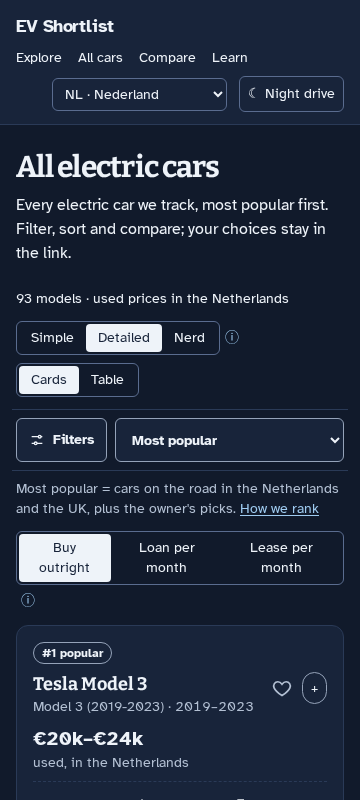 EV Shortlist
Explore All cars Compare Learn
NL · Nederland
☾ Night drive
All electric cars
Every electric car we track, most popular first.
Filter, sort and compare; your choices stay in
the link.
93 models · used prices in the Netherlands
Simple Detailed Nerd ⓘ
Cards Table
Filters
Most popular
Most popular = cars on the road in the Netherlands
and the UK, plus the owner's picks. How we rank
Buy outright
Loan per month
Lease per month
ⓘ
#1 popular
Tesla Model 3
Model 3 (2019-2023) · 2019–2023
+
€20k–€24k
used, in the Netherlands